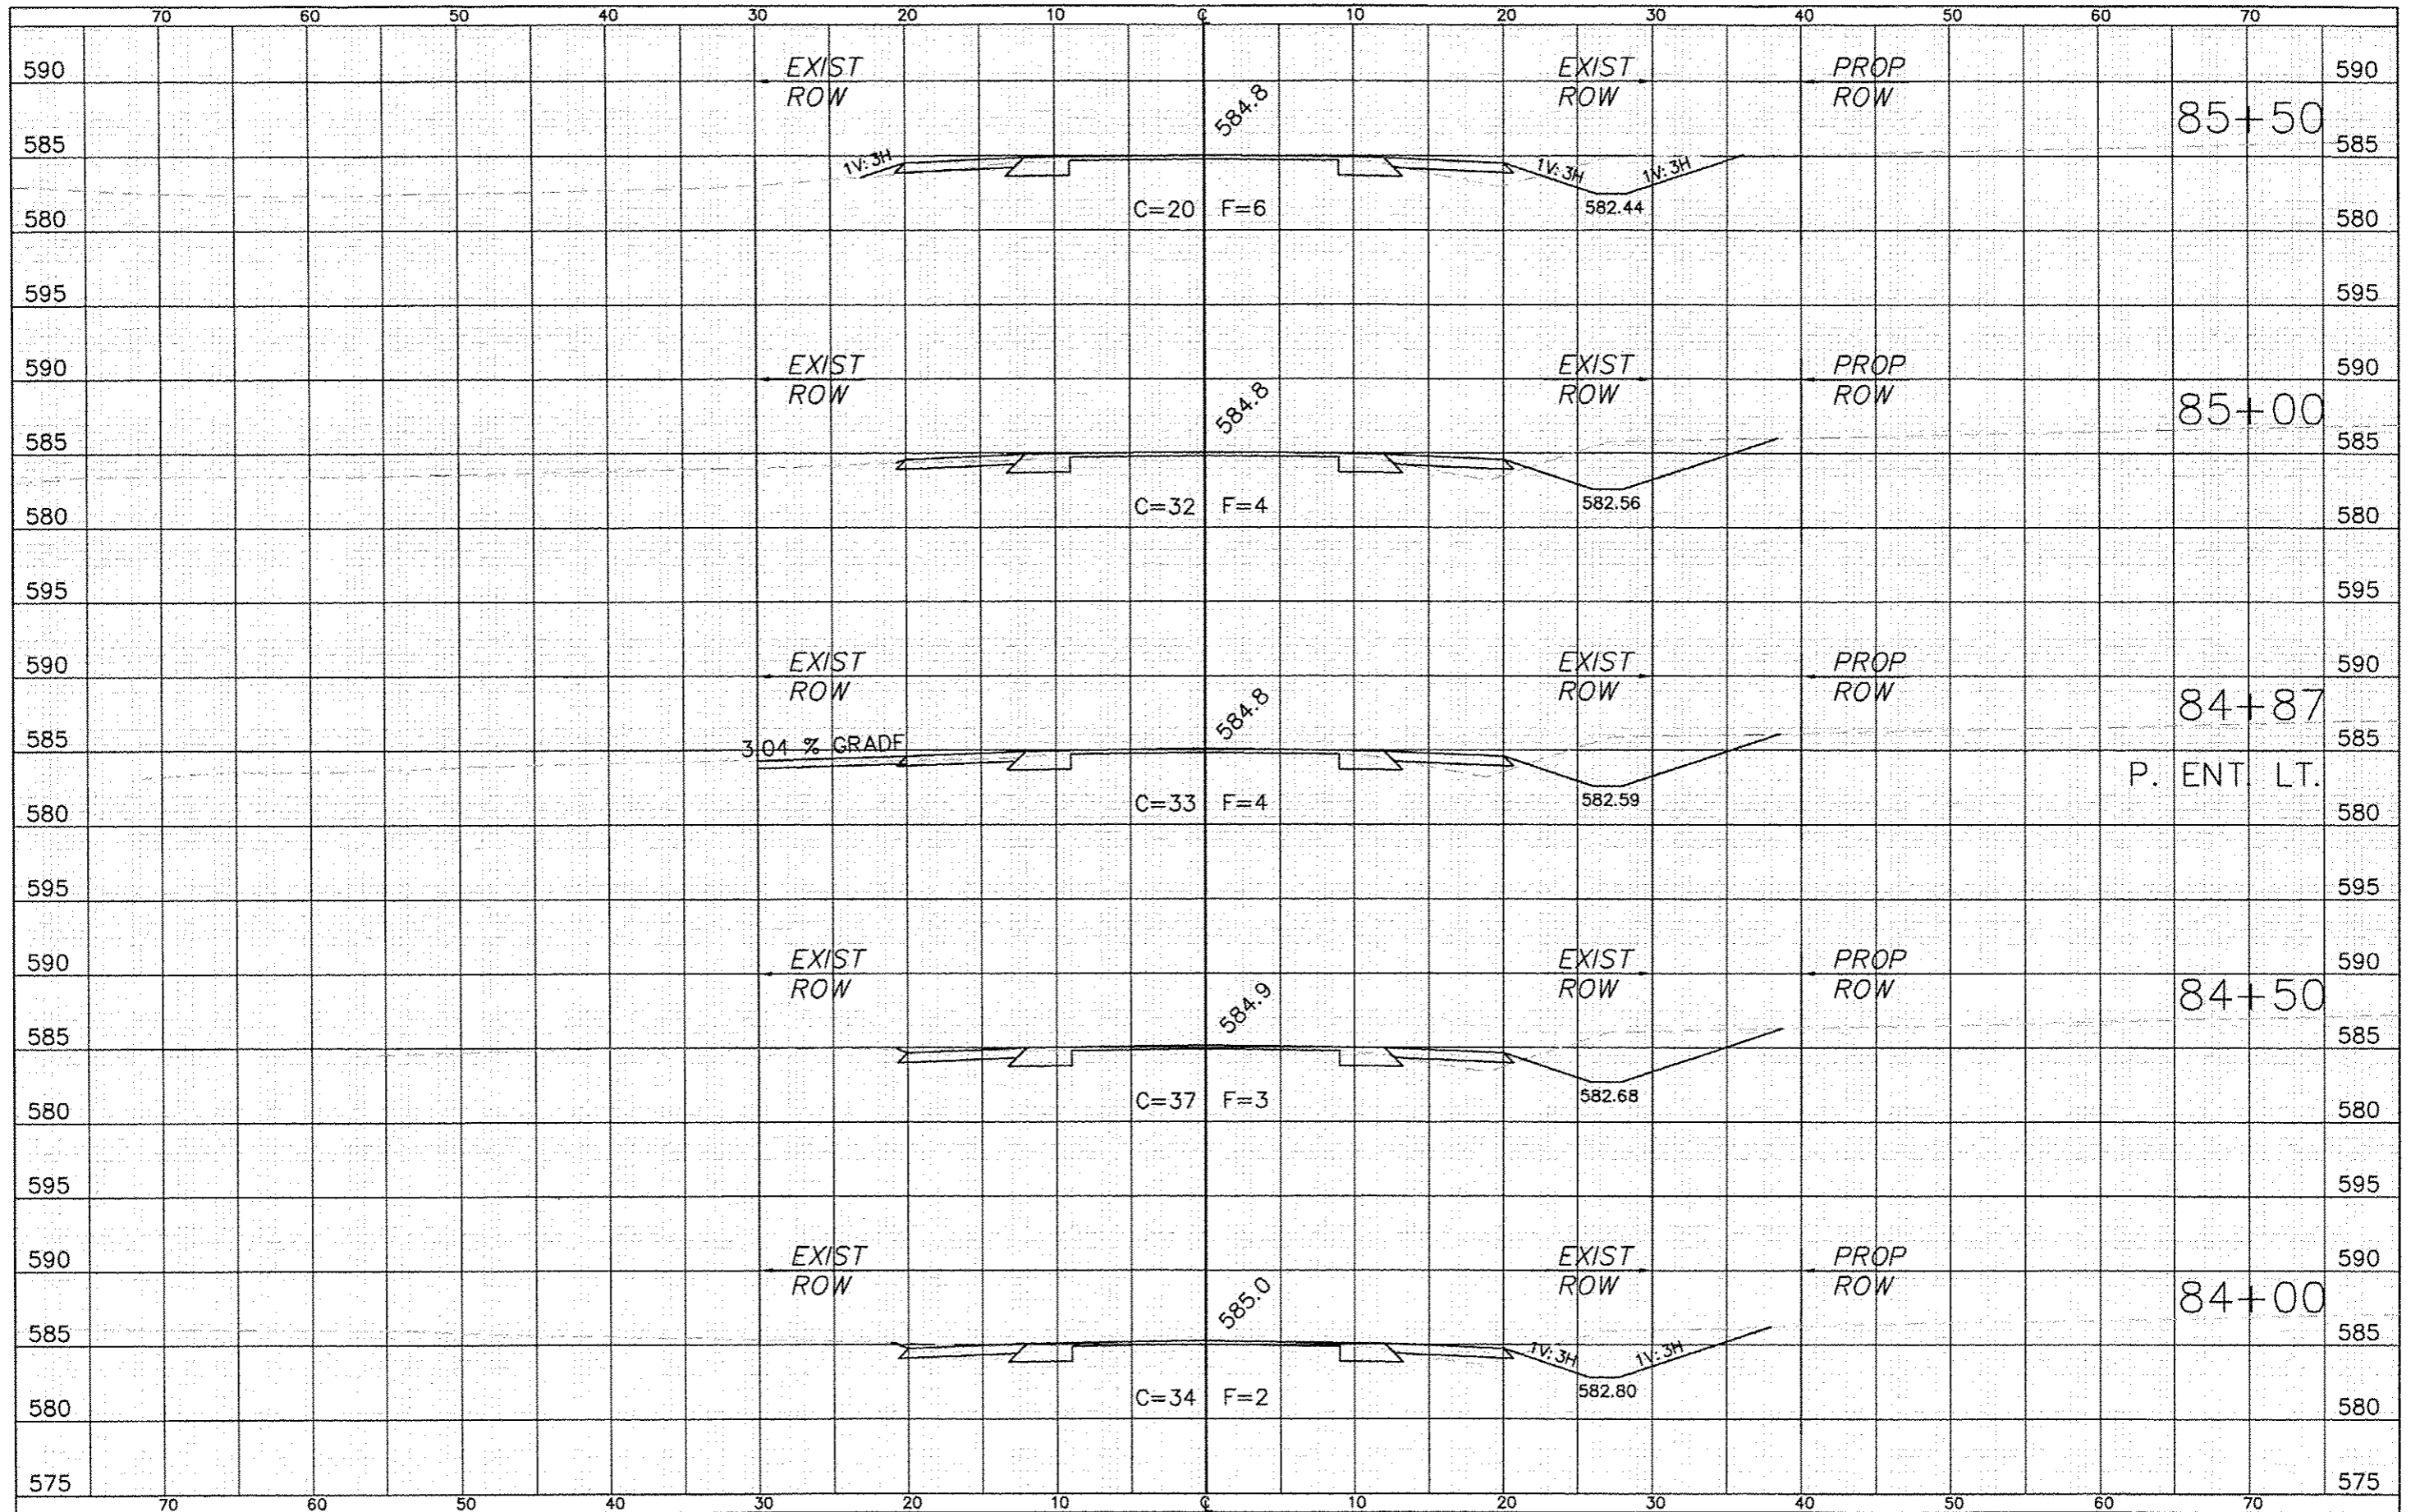 70 60 50 40 30 20 10 ℄ 10 20 30 40 50 60 70
590 EXIST EXIST PROP 590
ROW ROW ROW
584.8
85+50
585 1V:3H 1V:3H 1V:3H 585
580 C=20 F=6 582.44 580
595 595
590 EXIST EXIST PROP 590
ROW ROW ROW
584.8
85+00
585 585
580 C=32 F=4 582.56 580
595 595
590 EXIST EXIST PROP 590
ROW ROW ROW
584.8
84+87
585 3.04 % GRADE 585
P. ENT. LT.
580 C=33 F=4 582.59 580
595 595
590 EXIST EXIST PROP 590
ROW ROW ROW
584.9
84+50
585 585
580 C=37 F=3 582.68 580
595 595
590 EXIST EXIST PROP 590
ROW ROW ROW
585.0
84+00
585 1V:3H 1V:3H 585
580 C=34 F=2 582.80 580
575 575
70 60 50 40 30 20 10 ℄ 10 20 30 40 50 60 70